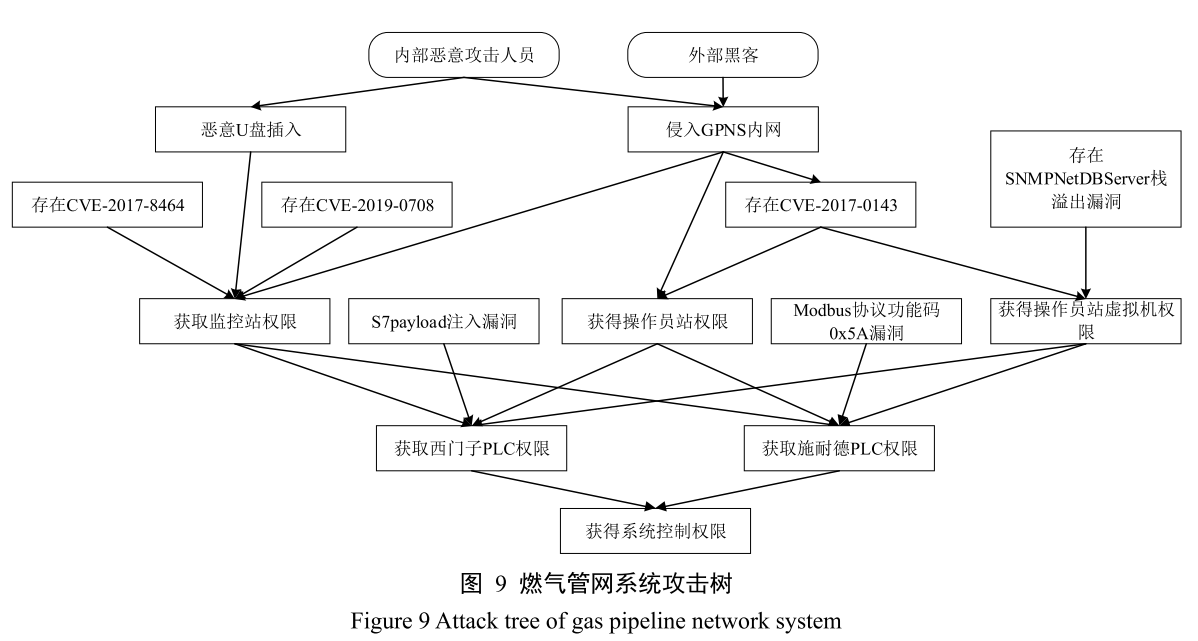 内部恶意攻击人员
外部黑客
恶意U盘插入
侵入GPNS内网
存在
SNMPNetDBServer栈
溢出漏洞
存在CVE-2017-8464
存在CVE-2019-0708
存在CVE-2017-0143
获取监控站权限
S7payload注入漏洞
获得操作员站权限
Modbus协议功能码
0x5A漏洞
获得操作员站虚拟机权
限
获取西门子PLC权限
获取施耐德PLC权限
获得系统控制权限
图 9 燃气管网系统攻击树
Figure 9 Attack tree of gas pipeline network system